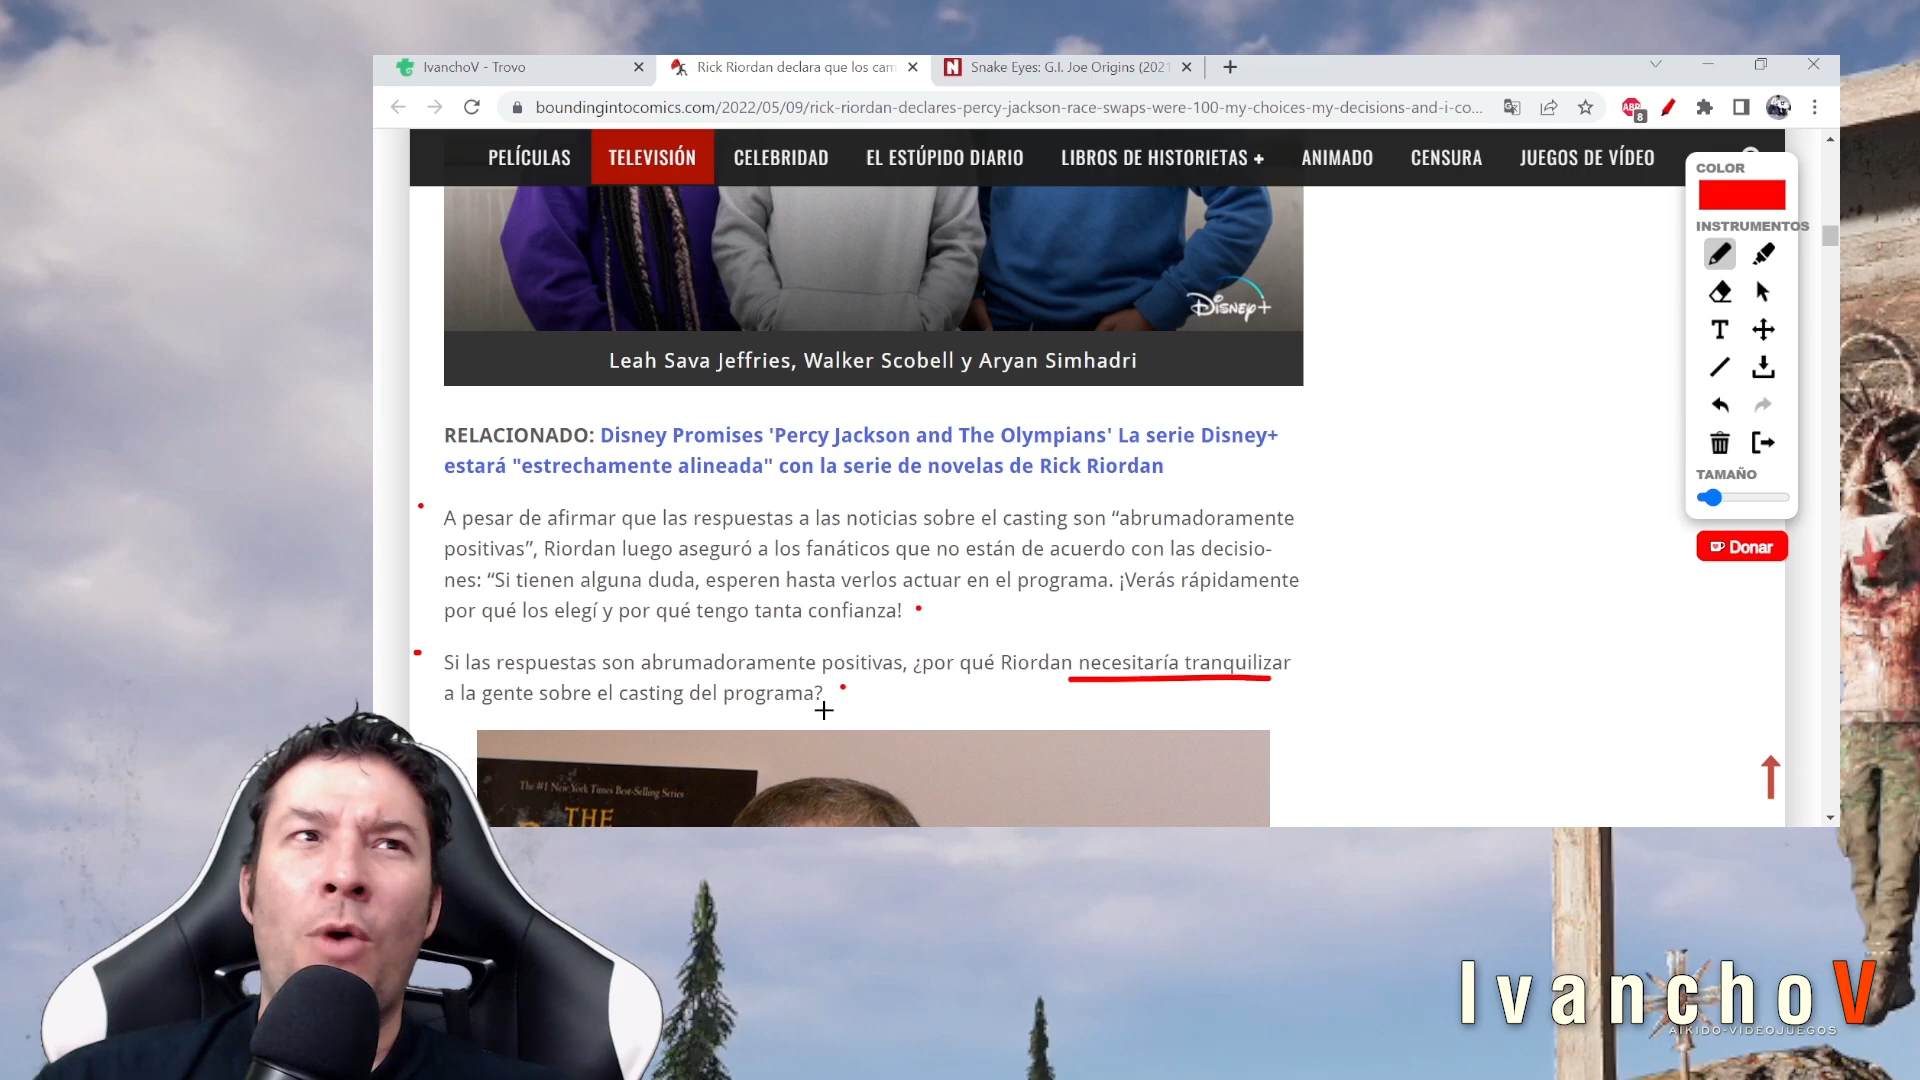 IvanchoV - Trovo
Rick Riordan declara que los cam
Snake Eyes: G.I. Joe Origins (2021
boundingintocomics.com/2022/05/09/rick-riordan-declares-percy-jackson-race-swaps-were-100-my-choices-my-decisions-and-i-co...
ABP
8
PELÍCULAS TELEVISIÓN CELEBRIDAD EL ESTÚPIDO DIARIO LIBROS DE HISTORIETAS + ANIMADO CENSURA JUEGOS DE VÍDEO
COLOR
INSTRUMENTOS
T
TAMAÑO
Donar
Disney+
Leah Sava Jeffries, Walker Scobell y Aryan Simhadri
RELACIONADO: Disney Promises 'Percy Jackson and The Olympians' La serie Disney+
estará "estrechamente alineada" con la serie de novelas de Rick Riordan
A pesar de afirmar que las respuestas a las noticias sobre el casting son “abrumadoramente
positivas”, Riordan luego aseguró a los fanáticos que no están de acuerdo con las decisio-
nes: “Si tienen alguna duda, esperen hasta verlos actuar en el programa. ¡Verás rápidamente
por qué los elegí y por qué tengo tanta confianza!
Si las respuestas son abrumadoramente positivas, ¿por qué Riordan necesitaría tranquilizar
a la gente sobre el casting del programa?
The #1 New York Times Best-Selling Series
THE
IvanchoV
AIKIDO-VIDEOJUEGOS